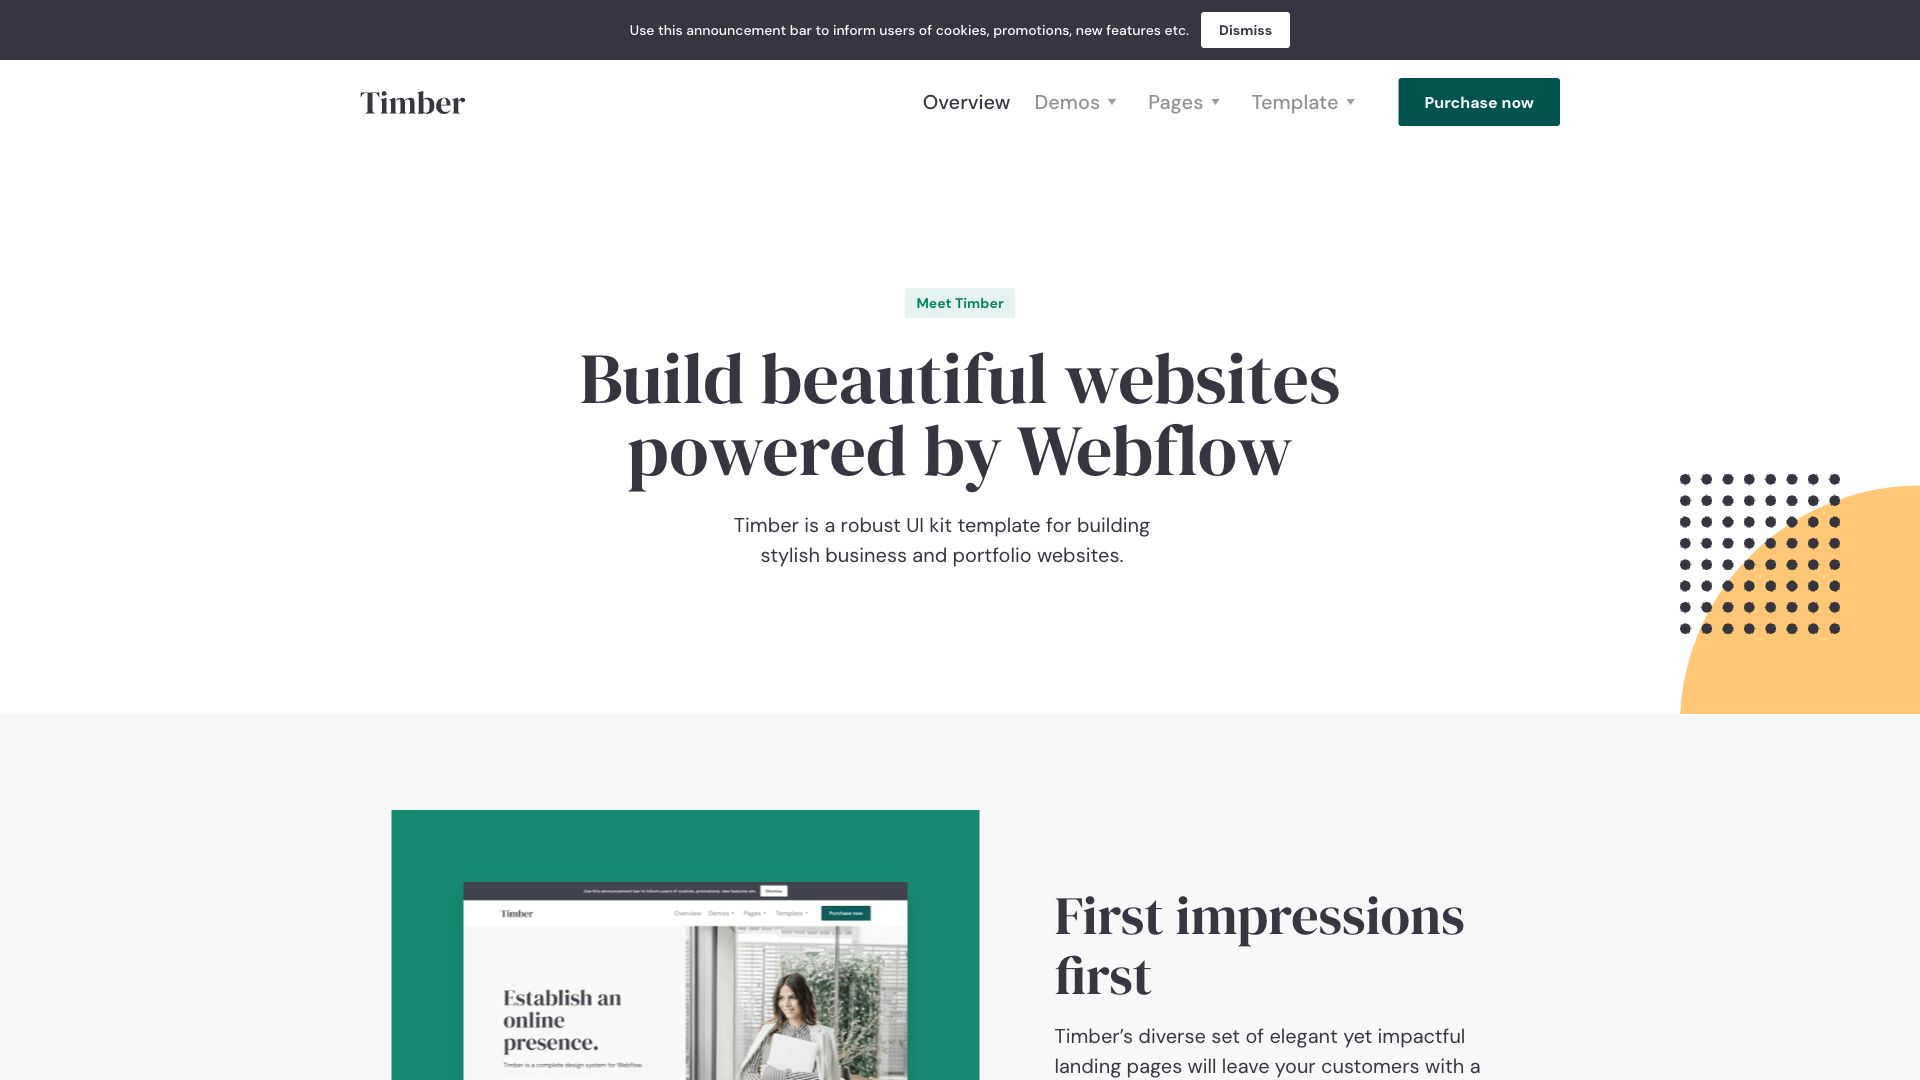 Use this announcement bar to inform users of cookies, promotions, new features etc.
Dismiss
Timber
Overview
Demos
Pages
Template
Purchase now
Meet Timber
Build beautiful websites
powered by Webflow
Timber is a robust UI kit template for building
stylish business and portfolio websites.
Use this announcement bar to inform users of cookies, promotions, new features etc.
Dismiss
Timber
Overview
Demos
Pages
Template
Purchase now
Establish an
online
presence.
Timber is a complete design system for Webflow.
First impressions
first
Timber’s diverse set of elegant yet impactful
landing pages will leave your customers with a